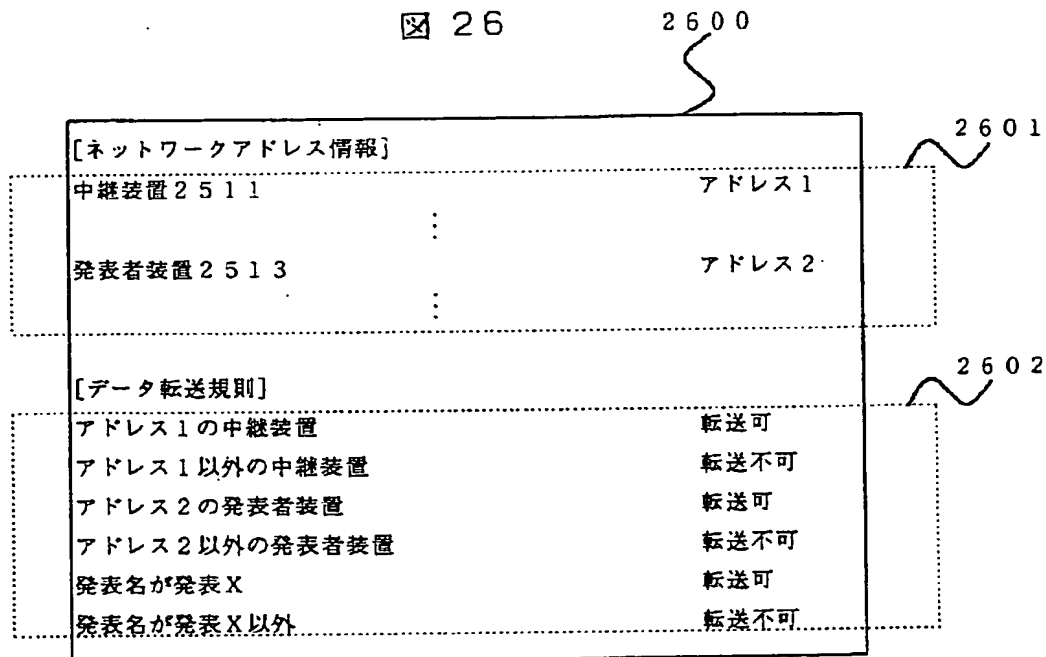 図 26
2600
2601
[ネットワークアドレス情報]
中継装置2511 アドレス1
⋮
発表者装置2513 アドレス2
⋮
2602
[データ転送規則]
アドレス1の中継装置 転送可
アドレス1以外の中継装置 転送不可
アドレス2の発表者装置 転送可
アドレス2以外の発表者装置 転送不可
発表名が発表X 転送可
発表名が発表X以外 転送不可